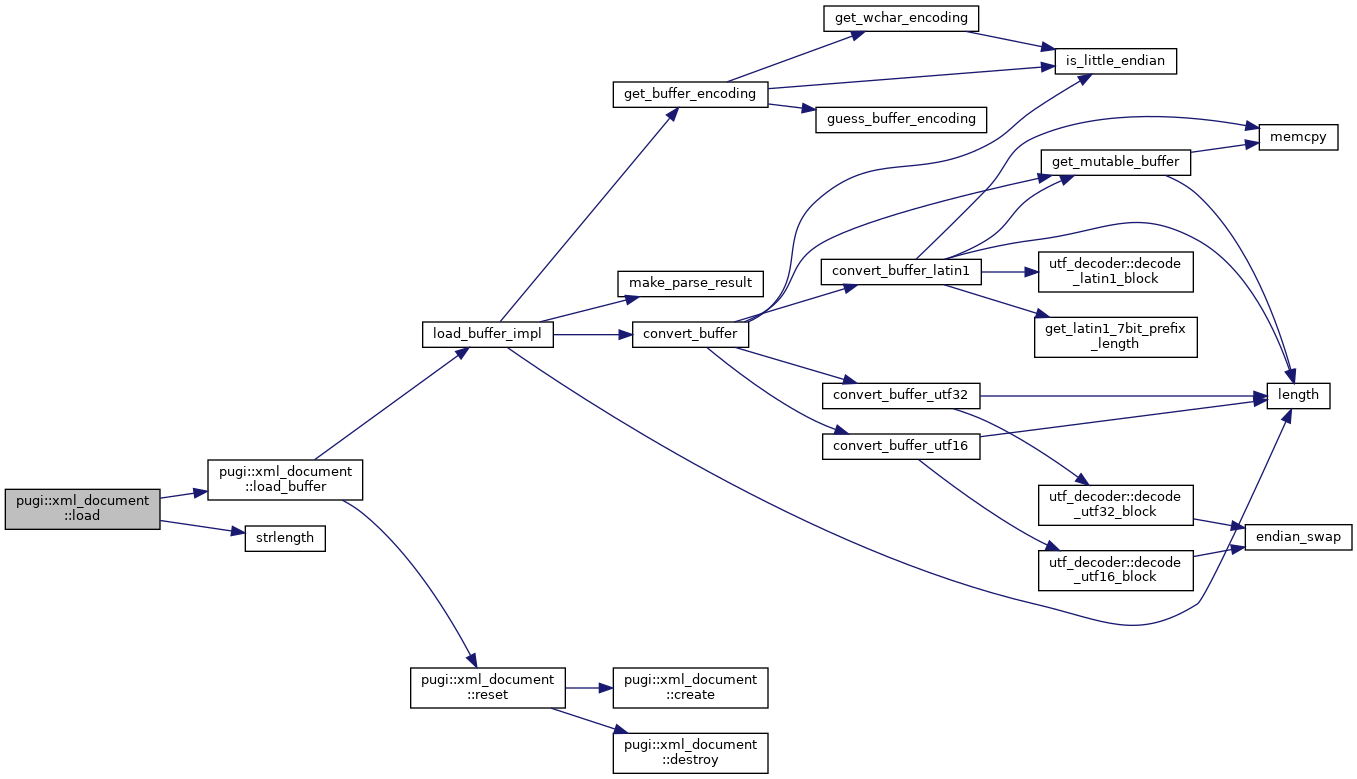 get_wchar_encoding
is_little_endian
get_buffer_encoding
guess_buffer_encoding
memcpy
get_mutable_buffer
convert_buffer_latin1
utf_decoder::decode
_latin1_block
make_parse_result
load_buffer_impl
convert_buffer
get_latin1_7bit_prefix
_length
convert_buffer_utf32
length
convert_buffer_utf16
pugi::xml_document
::load_buffer
pugi::xml_document
::load
strlength
utf_decoder::decode
_utf32_block
endian_swap
utf_decoder::decode
_utf16_block
pugi::xml_document
::reset
pugi::xml_document
::create
pugi::xml_document
::destroy